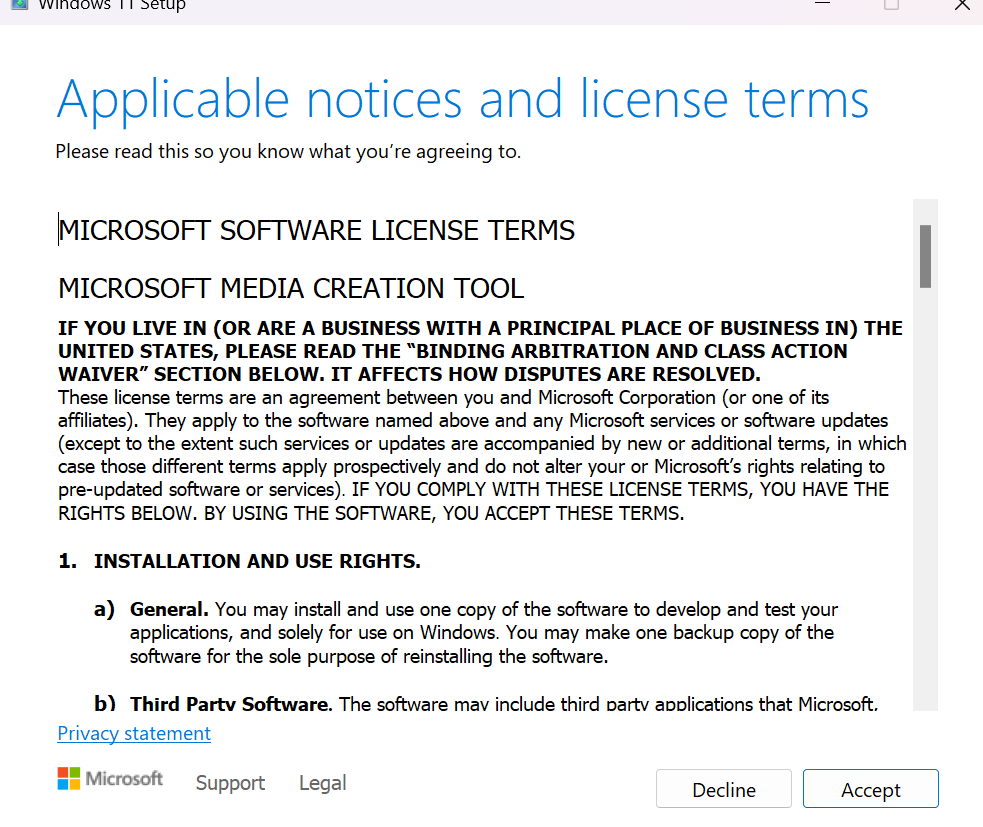 Windows 11 Setup
Applicable notices and license terms
Please read this so you know what you’re agreeing to.
MICROSOFT SOFTWARE LICENSE TERMS
MICROSOFT MEDIA CREATION TOOL
IF YOU LIVE IN (OR ARE A BUSINESS WITH A PRINCIPAL PLACE OF BUSINESS IN) THE
UNITED STATES, PLEASE READ THE “BINDING ARBITRATION AND CLASS ACTION
WAIVER” SECTION BELOW. IT AFFECTS HOW DISPUTES ARE RESOLVED.
These license terms are an agreement between you and Microsoft Corporation (or one of its
affiliates). They apply to the software named above and any Microsoft services or software updates
(except to the extent such services or updates are accompanied by new or additional terms, in which
case those different terms apply prospectively and do not alter your or Microsoft’s rights relating to
pre-updated software or services). IF YOU COMPLY WITH THESE LICENSE TERMS, YOU HAVE THE
RIGHTS BELOW. BY USING THE SOFTWARE, YOU ACCEPT THESE TERMS.
1. INSTALLATION AND USE RIGHTS.
a) General. You may install and use one copy of the software to develop and test your
applications, and solely for use on Windows. You may make one backup copy of the
software for the sole purpose of reinstalling the software.
b) Third Party Software. The software may include third party applications that Microsoft,
Privacy statement
Microsoft Support Legal Decline Accept